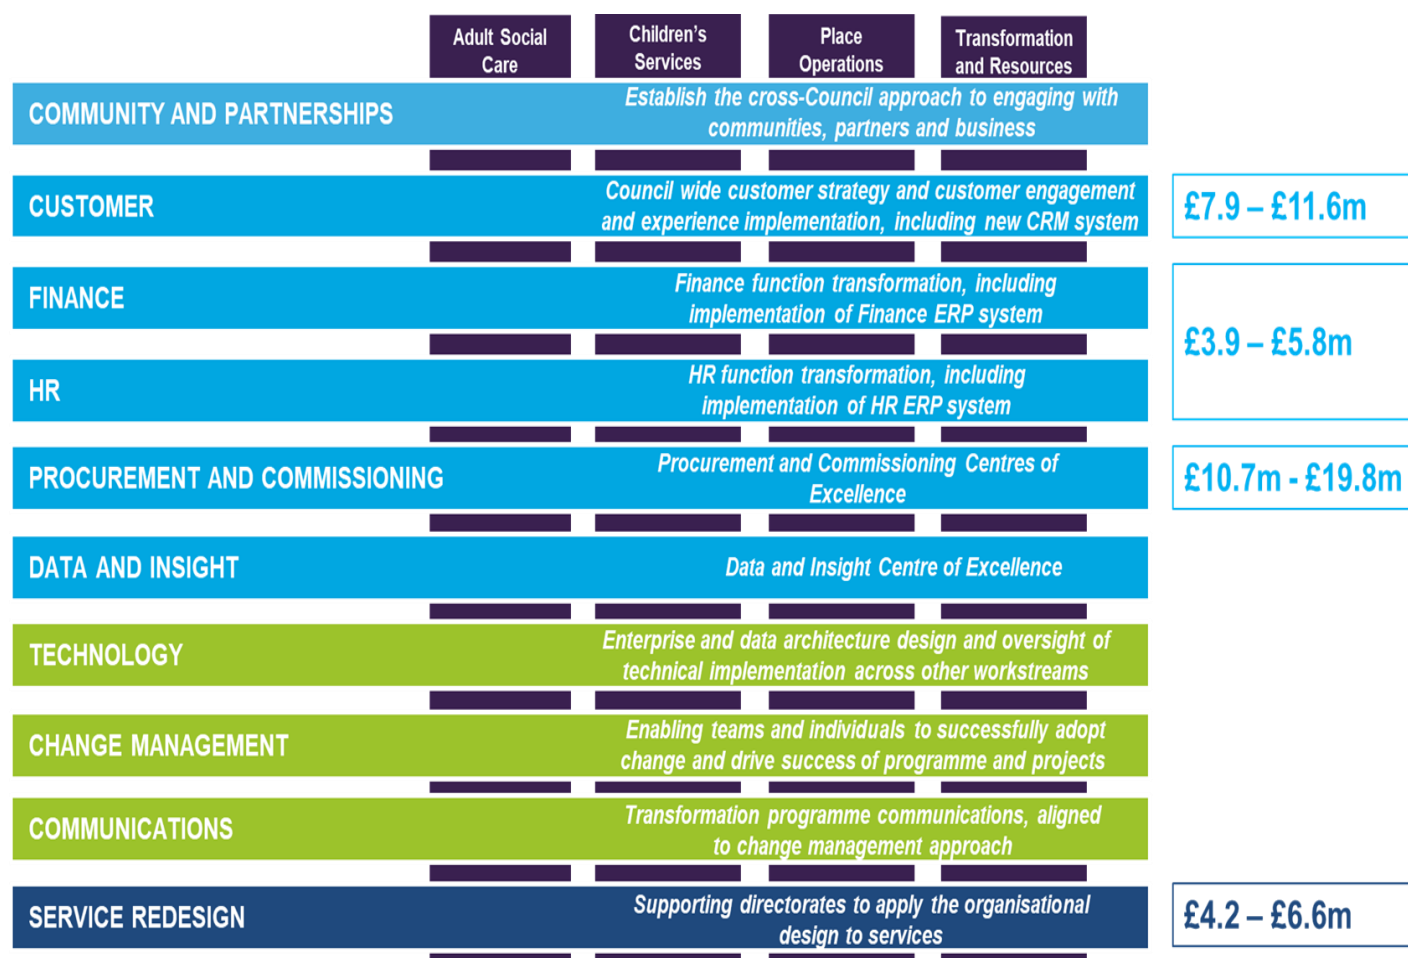 Adult Social
Care
Children's
Services
Place
Operations
Transformation
and Resources
COMMUNITY AND PARTNERSHIPS
Establish the cross-Council approach to engaging with
communities, partners and business
CUSTOMER
Council wide customer strategy and customer engagement
and experience implementation, including new CRM system
£7.9 – £11.6m
FINANCE
Finance function transformation, including
implementation of Finance ERP system
£3.9 – £5.8m
HR
HR function transformation, including
implementation of HR ERP system
PROCUREMENT AND COMMISSIONING
Procurement and Commissioning Centres of
Excellence
£10.7m - £19.8m
DATA AND INSIGHT
Data and Insight Centre of Excellence
TECHNOLOGY
Enterprise and data architecture design and oversight of
technical implementation across other workstreams
CHANGE MANAGEMENT
Enabling teams and individuals to successfully adopt
change and drive success of programme and projects
COMMUNICATIONS
Transformation programme communications, aligned
to change management approach
SERVICE REDESIGN
Supporting directorates to apply the organisational
design to services
£4.2 – £6.6m